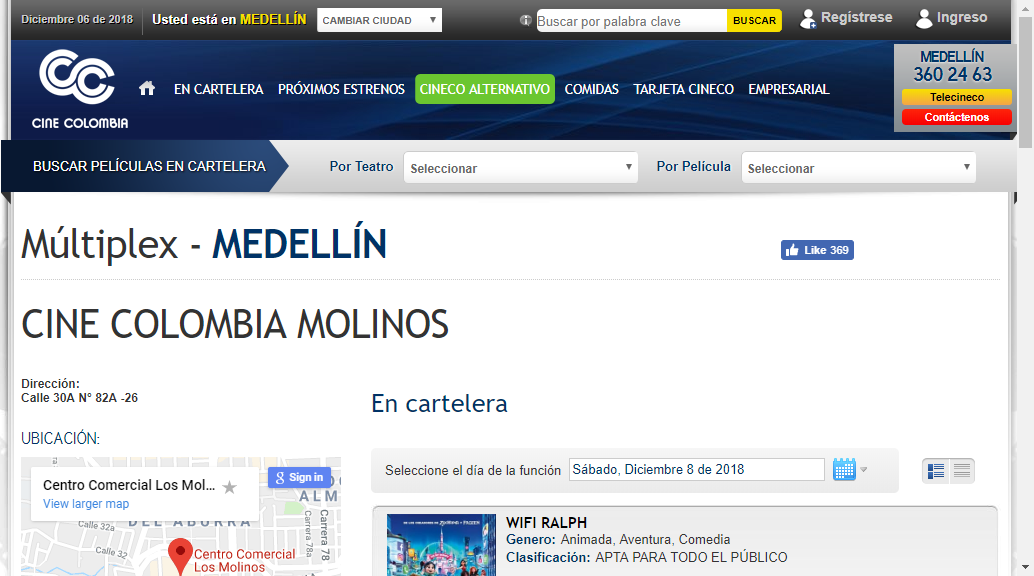 Diciembre 06 de 2018
Usted está en MEDELLÍN
CAMBIAR CIUDAD
Buscar por palabra clave
BUSCAR
Regístrese
Ingreso
CINE COLOMBIA
EN CARTELERA
PRÓXIMOS ESTRENOS
CINECO ALTERNATIVO
COMIDAS
TARJETA CINECO
EMPRESARIAL
MEDELLÍN
360 24 63
Telecineco
Contáctenos
BUSCAR PELÍCULAS EN CARTELERA
Por Teatro
Seleccionar
Por Película
Seleccionar
Múltiplex - MEDELLÍN
Like 369
CINE COLOMBIA MOLINOS
Dirección:
Calle 30A N° 82A -26
UBICACIÓN:
Centro Comercial Los Mol...
View larger map
Sign in
ALM
DEL ABURRA
Calle 32a
Calle 32
Carrera 78a
Carrera 78
Centro Comercial
Los Molinos
En cartelera
Seleccione el día de la función
Sábado, Diciembre 8 de 2018
WIFI RALPH
Genero: Animada, Aventura, Comedia
Clasificación: APTA PARA TODO EL PÚBLICO